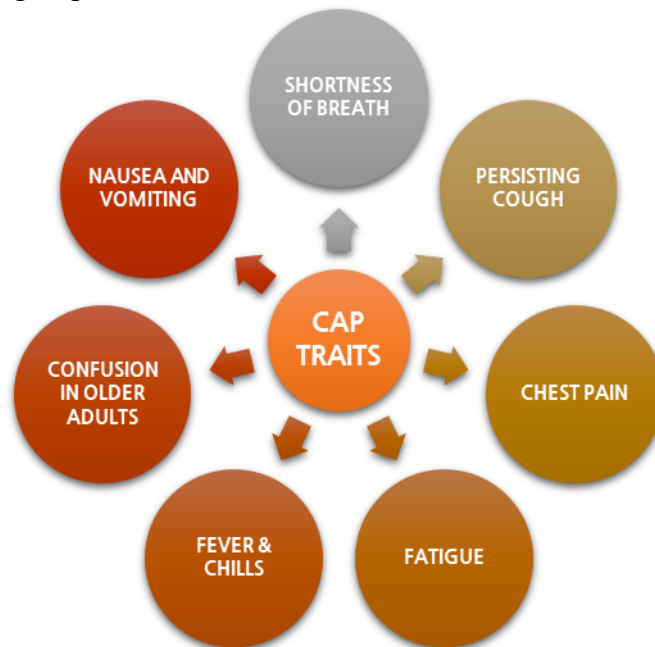 SHORTNESS
OF BREATH
PERSISTING
COUGH
CHEST PAIN
FATIGUE
FEVER &
CHILLS
CONFUSION
IN OLDER
ADULTS
NAUSEA AND
VOMITING
CAP
TRAITS